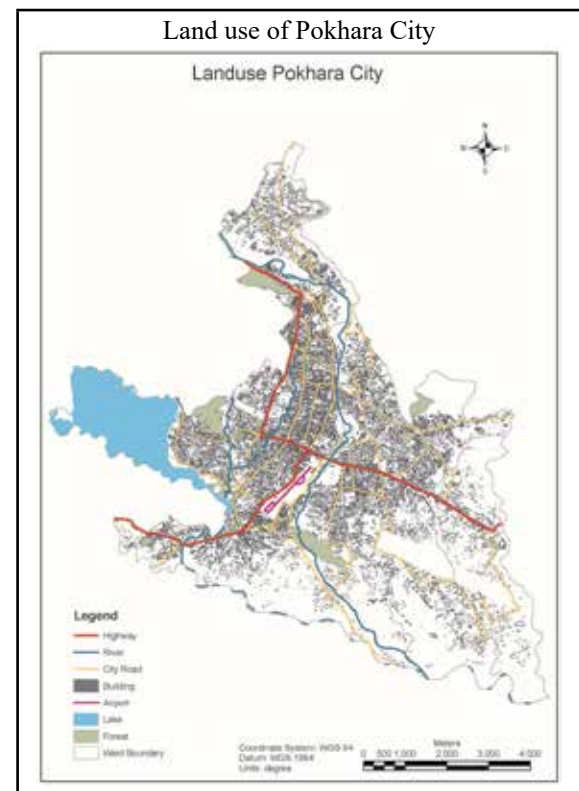 Land use of Pokhara City
Landuse Pokhara City
N
W
E
S
Legend
Highway
River
City Road
Building
Airport
Lake
Forest
Ward Boundary
Coordinate System: WGS 84
Datum: WGS 1984
Units: degree
Meters
0 500 1,000 2,000 3,000 4,000